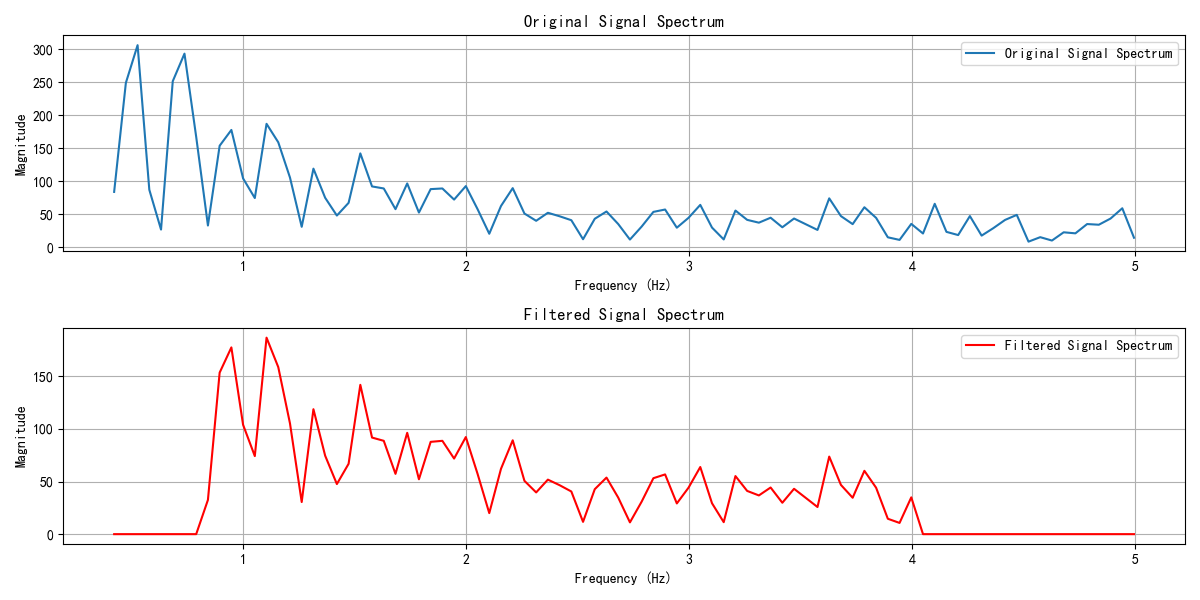 Original Signal Spectrum
300
250
200
150
100
50
0
Magnitude
Original Signal Spectrum
1
2
3
4
5
Frequency (Hz)
Filtered Signal Spectrum
150
100
50
0
Magnitude
Filtered Signal Spectrum
1
2
3
4
5
Frequency (Hz)